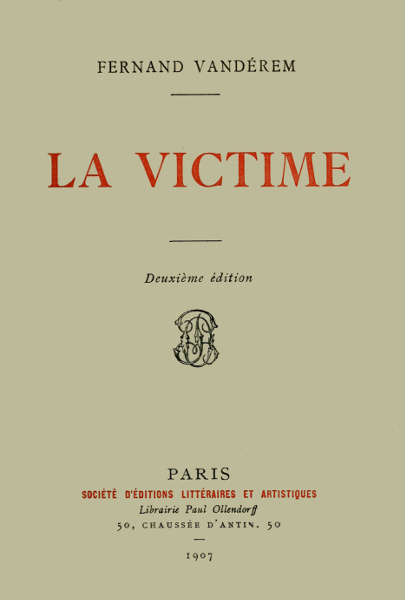 FERNAND VANDÉREM
LA VICTIME
Deuxième édition
PARIS
SOCIÉTÉ D'ÉDITIONS LITTÉRAIRES ET ARTISTIQUES
Librairie Paul Ollendorff
50, CHAUSSÉE D'ANTIN, 50
—
1907